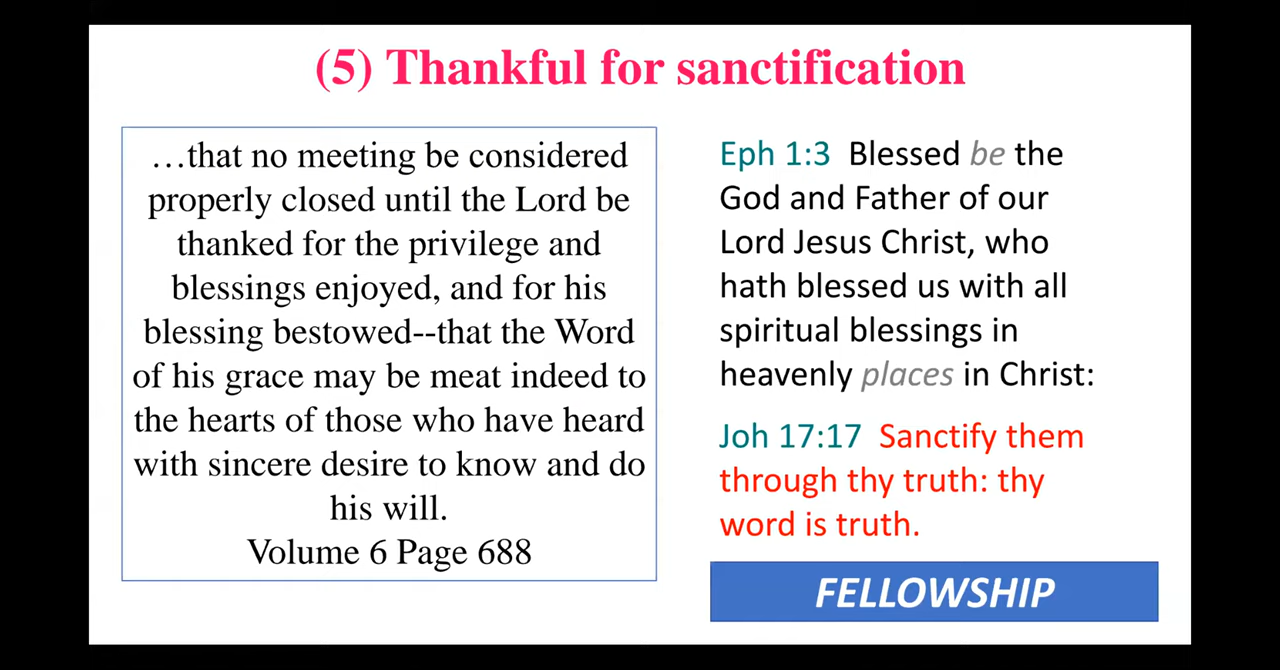 (5) Thankful for sanctification
…that no meeting be considered
properly closed until the Lord be
thanked for the privilege and
blessings enjoyed, and for his
blessing bestowed--that the Word
of his grace may be meat indeed to
the hearts of those who have heard
with sincere desire to know and do
his will.
Volume 6 Page 688
Eph 1:3 Blessed be the
God and Father of our
Lord Jesus Christ, who
hath blessed us with all
spiritual blessings in
heavenly places in Christ:
Joh 17:17 Sanctify them
through thy truth: thy
word is truth.
FELLOWSHIP